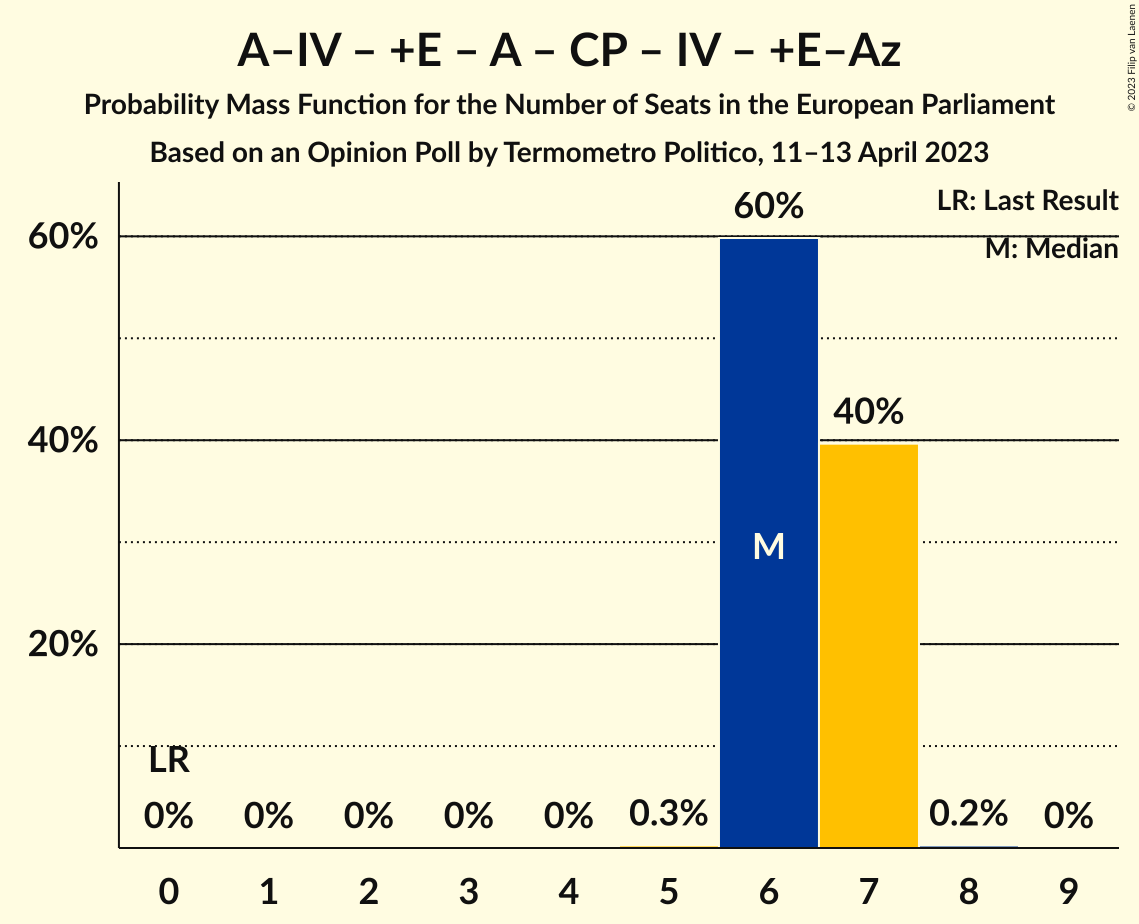 A–IV – +E – A – CP – IV – +E–Az
Probability Mass Function for the Number of Seats in the European Parliament
Based on an Opinion Poll by Termometro Politico, 11–13 April 2023
© 2023 Filip van Laenen
LR: Last Result
M: Median
60%
60%
40%
40%
20%
M
LR
0% 0% 0% 0% 0% 0.3% 0.2% 0%
0 1 2 3 4 5 6 7 8 9